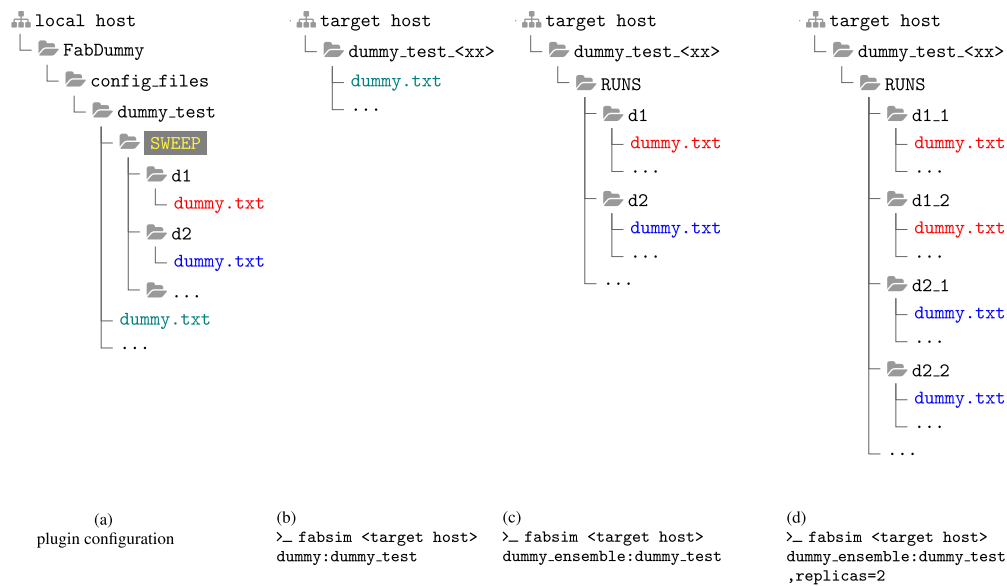 local host
FabDummy
config_files
dummy_test
SWEEP
d1
dummy.txt
d2
dummy.txt
...
dummy.txt
...
(a)
plugin configuration
target host
dummy_test_<xx>
dummy.txt
...
(b)
>_ fabsim <target host>
dummy:dummy_test
target host
dummy_test_<xx>
RUNS
d1
dummy.txt
...
d2
dummy.txt
...
...
(c)
>_ fabsim <target host>
dummy_ensemble:dummy_test
target host
dummy_test_<xx>
RUNS
d1_1
dummy.txt
...
d1_2
dummy.txt
...
d2_1
dummy.txt
...
d2_2
dummy.txt
...
...
(d)
>_ fabsim <target host>
dummy_ensemble:dummy_test
,replicas=2